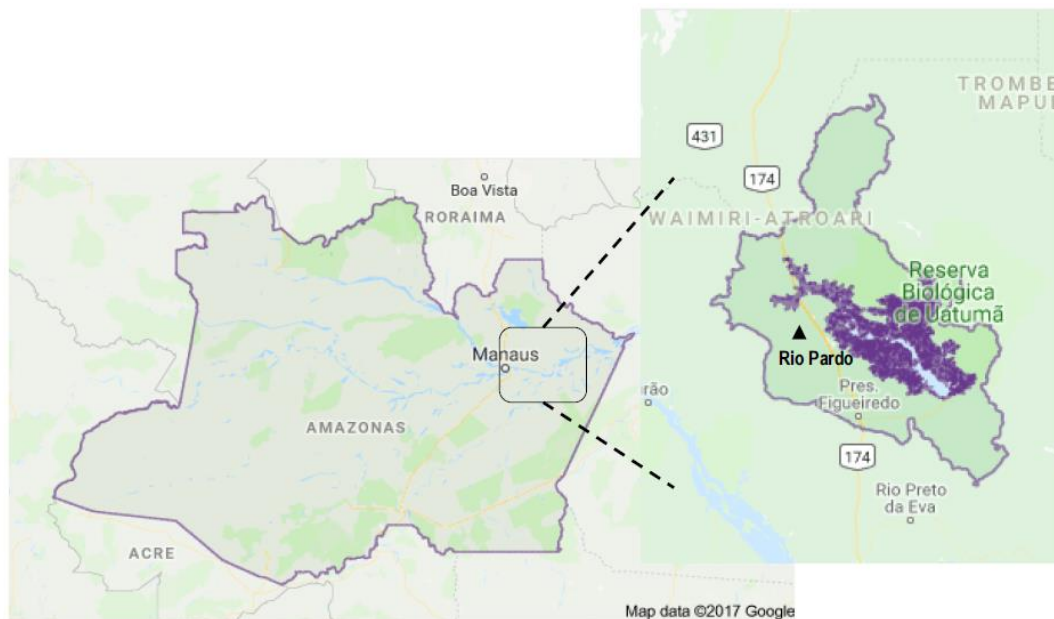 Boa Vista
RORAIMA
Manaus
AMAZONAS
ACRE
Map data ©2017 Google
TROMBE
MAPU
431
174
WAIMIRI-ATROARI
Reserva
Biológica
de Uatumã
Rio Pardo
Pres.
Figueiredo
174
Rio Preto
da Eva